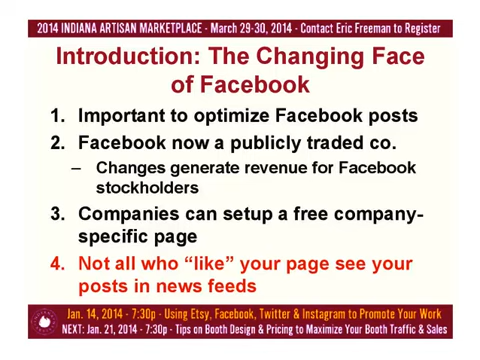 2014 INDIANA ARTISAN MARKETPLACE - March 29-30, 2014 - Contact Eric Freeman to Register
Introduction: The Changing Face
of Facebook
1. Important to optimize Facebook posts
2. Facebook now a publicly traded co.
– Changes generate revenue for Facebook
stockholders
3. Companies can setup a free company-
specific page
4. Not all who “like” your page see your
posts in news feeds
Jan. 14, 2014 - 7:30p - Using Etsy, Facebook, Twitter & Instagram to Promote Your Work
NEXT: Jan. 21, 2014 - 7:30p - Tips on Booth Design & Pricing to Maximize Your Booth Traffic & Sales